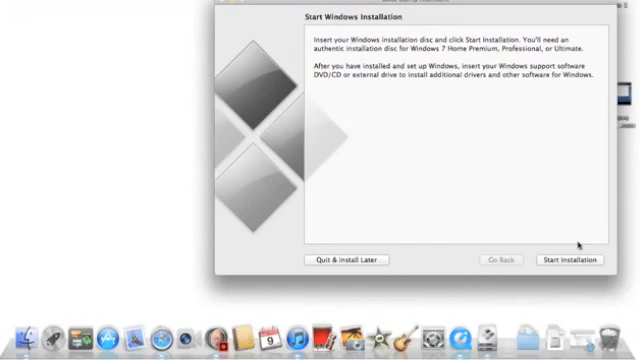 Start Windows Installation
Insert your Windows installation disc and click Start Installation. You'll need an
authentic installation disc for Windows 7 Home Premium, Professional, or Ultimate.
After you have installed and set up Windows, insert your Windows support software
DVD/CD or external drive to install additional drivers and other software for Windows.
Quit & Install Later
Go Back
Start Installation
9